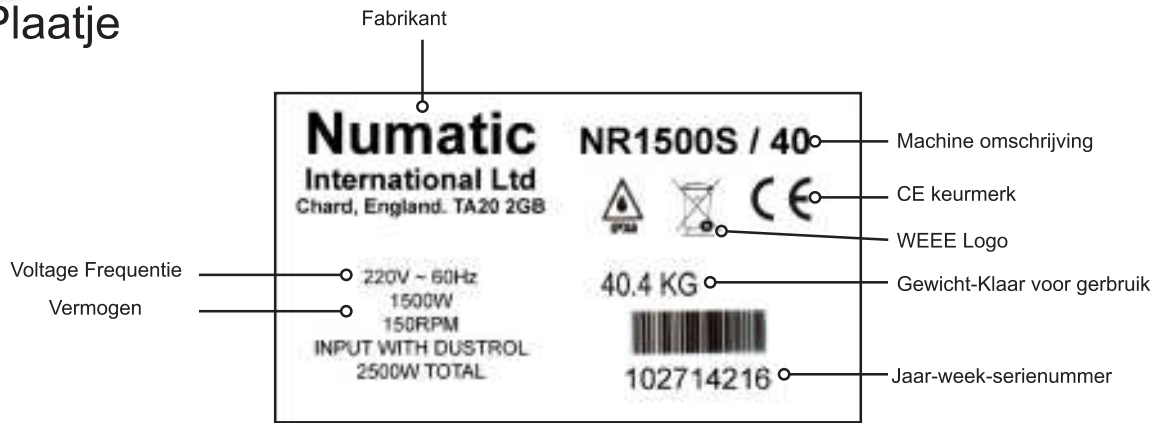 Plaatje
Fabrikant
Numatic
International Ltd
Chard, England. TA20 2GB
NR1500S / 40
Machine omschrijving
CE
CE keurmerk
WEEE Logo
Voltage Frequentie
220V ~ 60Hz
Vermogen
1500W
150RPM
INPUT WITH DUSTROL
2500W TOTAL
40.4 KG
Gewicht-Klaar voor gerbruik
102714216
Jaar-week-serienummer